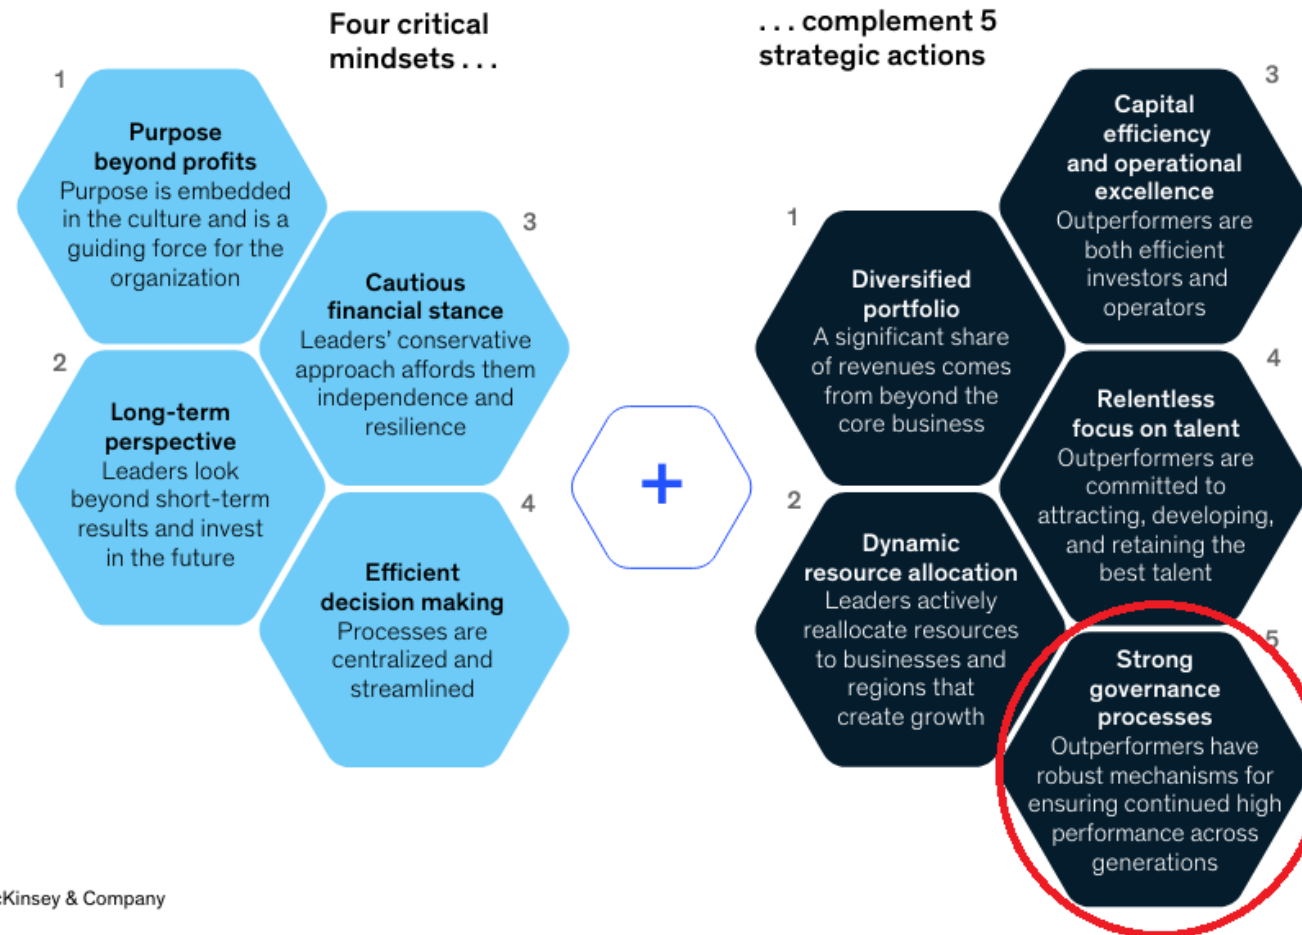 Four critical
mindsets . . .
1
Purpose
beyond profits
Purpose is embedded
in the culture and is a
guiding force for the
organization
2
Long-term
perspective
Leaders look
beyond short-term
results and invest
in the future
3
Cautious
financial stance
Leaders’ conservative
approach affords them
independence and
resilience
4
Efficient
decision making
Processes are
centralized and
streamlined
+
. . . complement 5
strategic actions
1
Diversified
portfolio
A significant share
of revenues comes
from beyond the
core business
2
Dynamic
resource allocation
Leaders actively
reallocate resources
to businesses and
regions that
create growth
3
Capital
efficiency
and operational
excellence
Outperformers are
both efficient
investors and
operators
4
Relentless
focus on talent
Outperformers are
committed to
attracting, developing,
and retaining the
best talent
5
Strong
governance
processes
Outperformers have
robust mechanisms for
ensuring continued high
performance across
generations
cKinsey & Company